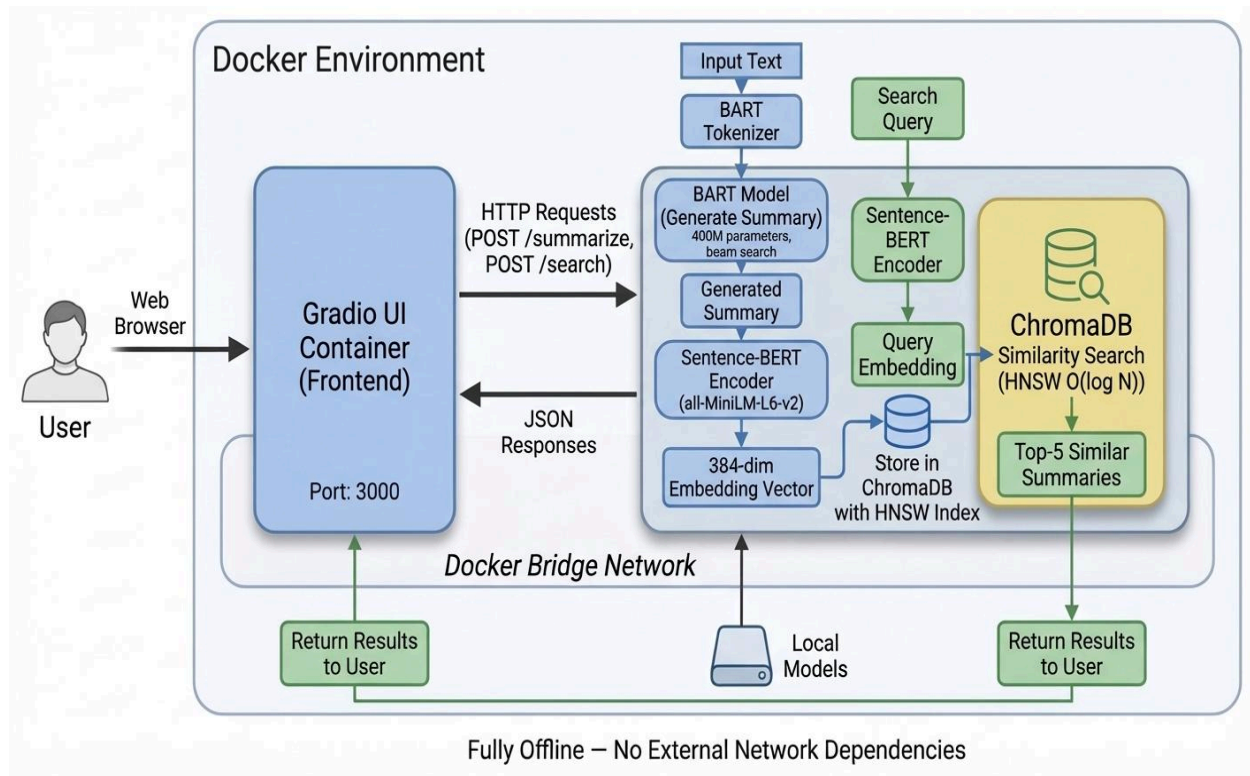 Docker Environment
Input Text
BART
Tokenizer
Search
Query
BART Model
(Generate Summary)
400M parameters,
beam search
Generated
Summary
Sentence-BERT
Encoder
(all-MiniLM-L6-v2)
384-dim
Embedding Vector
Sentence-
BERT
Encoder
Query
Embedding
Store in
ChromaDB
with HNSW Index
ChromaDB
Similarity Search
(HNSW O(log N))
Top-5 Similar
Summaries
HTTP Requests
(POST /summarize,
POST /search)
JSON
Responses
Web
Browser
User
Gradio UI
Container
(Frontend)
Port: 3000
Docker Bridge Network
Return Results
to User
Local
Models
Return Results
to User
Fully Offline — No External Network Dependencies